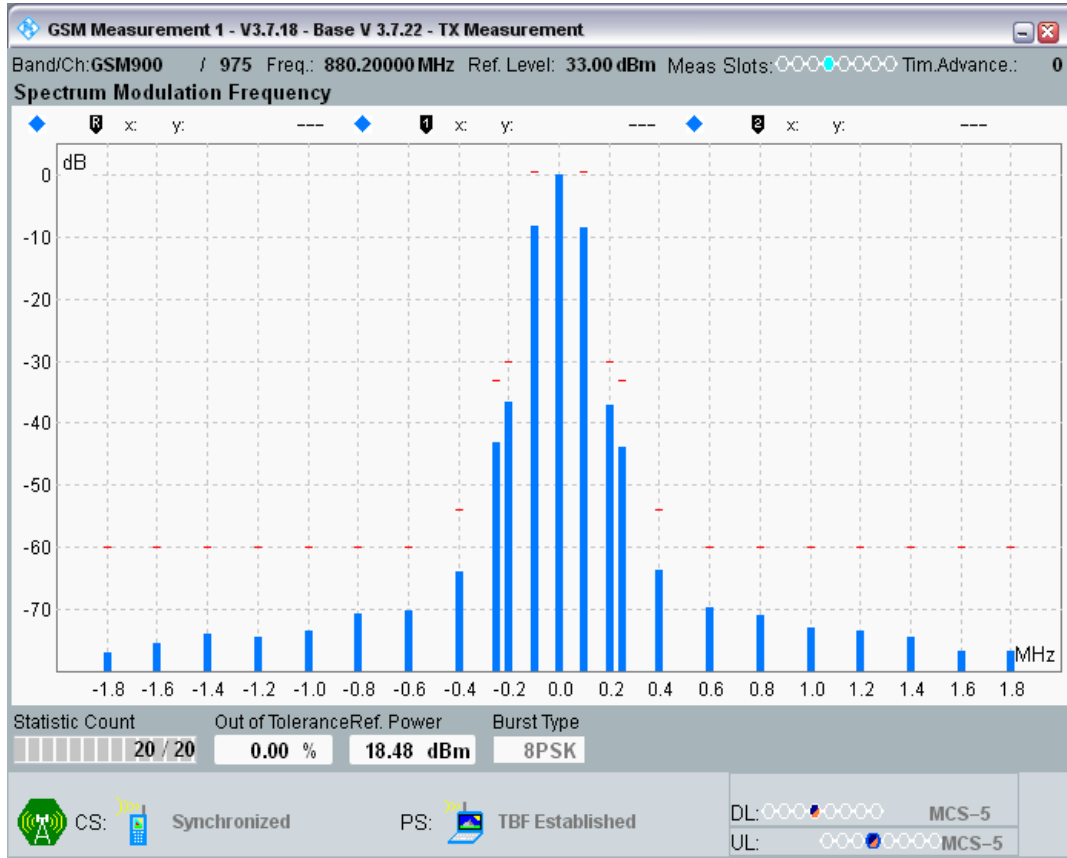 GSM Measurement 1 - V3.7.18 - Base V 3.7.22 - TX Measurement
Band/Ch:GSM900 / 975 Freq.: 880.20000 MHz Ref. Level: 33.00 dBm Meas Slots: Tim.Advance.: 0
Spectrum Modulation Frequency
R x: y: --- 1 x: y: --- 2 x: y: ---
dB
0
-10
-20
-30
-40
-50
-60
-70
MHz
-1.8 -1.6 -1.4 -1.2 -1.0 -0.8 -0.6 -0.4 -0.2 0.0 0.2 0.4 0.6 0.8 1.0 1.2 1.4 1.6 1.8
Statistic Count Out of Tolerance Ref. Power Burst Type
20 / 20 0.00 % 18.48 dBm 8PSK
CS: Synchronized PS: TBF Established DL: MCS-5
UL: MCS-5